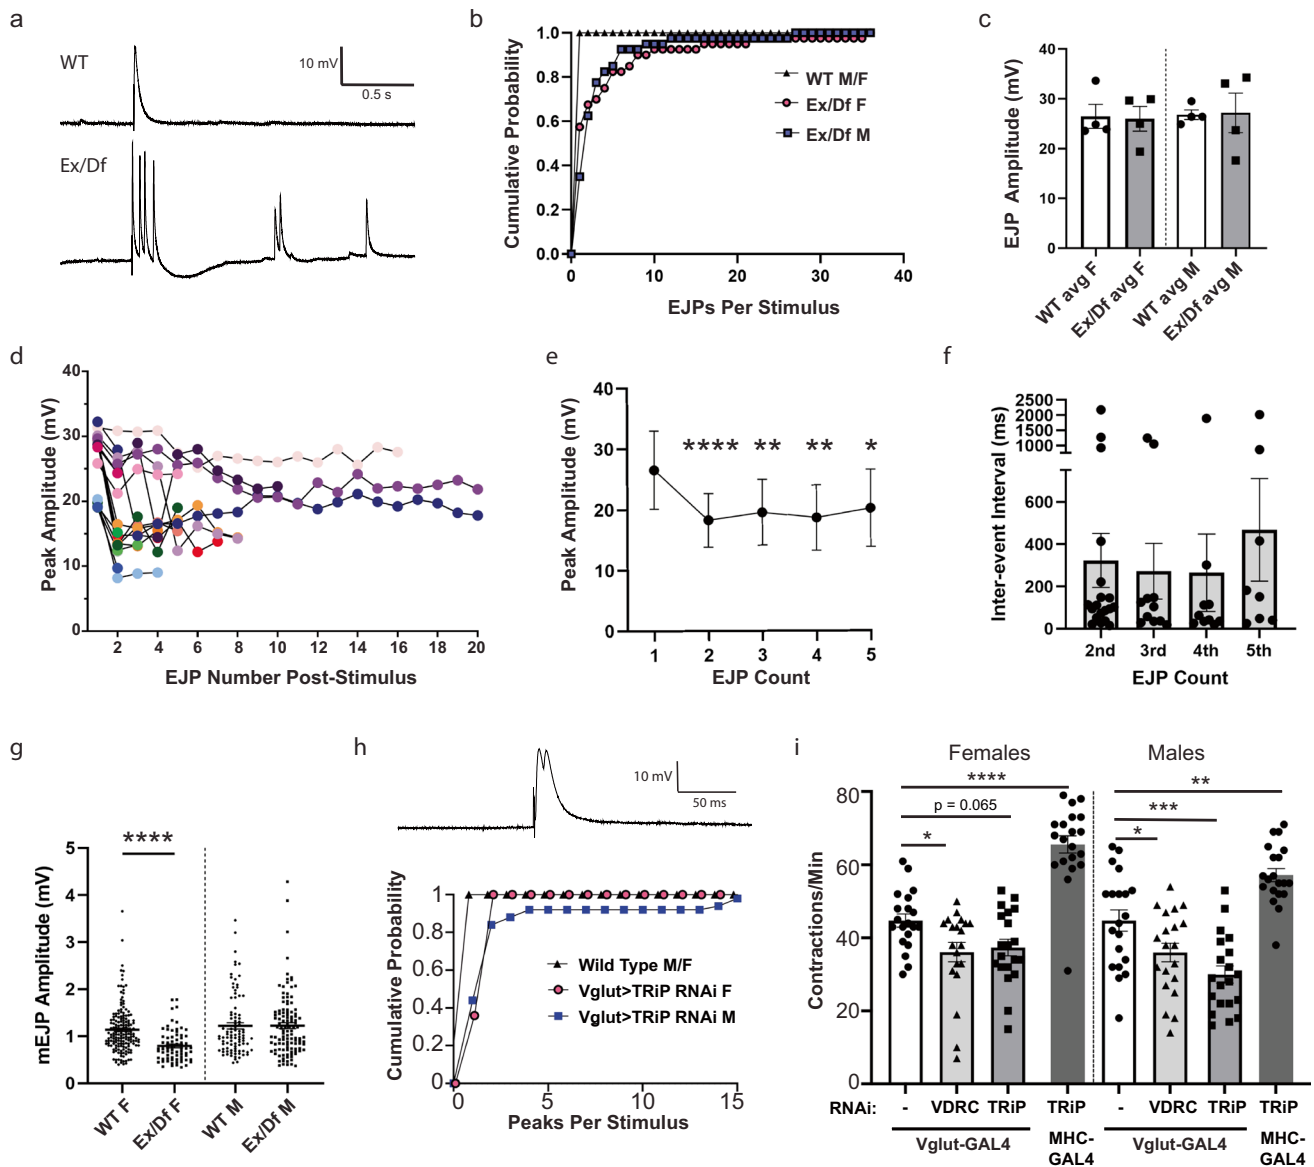 a
WT
10 mV
0.5 s
Ex/Df
b
Cumulative Probability
1.0
0.8
0.6
0.4
0.2
0.0
0
10
20
30
40
EJPs Per Stimulus
WT M/F
Ex/Df F
Ex/Df M
c
EJP Amplitude (mV)
40
30
20
10
0
WT avg F
Ex/Df avg F
WT avg M
Ex/Df avg M
d
Peak Amplitude (mV)
40
30
20
10
0
2
4
6
8
10
12
14
16
18
20
EJP Number Post-Stimulus
e
Peak Amplitude (mV)
40
30
20
10
0
****
**
**
*
1
2
3
4
5
EJP Count
f
Inter-event Interval (ms)
2500
2000
1500
1000
600
400
200
0
2nd
3rd
4th
5th
EJP Count
g
mEJP Amplitude (mV)
5
4
3
2
1
0
****
WT F
Ex/Df F
WT M
Ex/Df M
h
10 mV
50 ms
Cumulative Probability
1
0.8
0.6
0.4
0.2
0
Wild Type M/F
Vglut>TRiP RNAi F
Vglut>TRiP RNAi M
0
5
10
15
Peaks Per Stimulus
i
Females
Males
****
p = 0.065
*
**
***
*
Contractions/Min
80
60
40
20
0
RNAi: - VDRC TRiP TRiP - VDRC TRiP TRiP
Vglut-GAL4
MHC-
GAL4
Vglut-GAL4
MHC-
GAL4